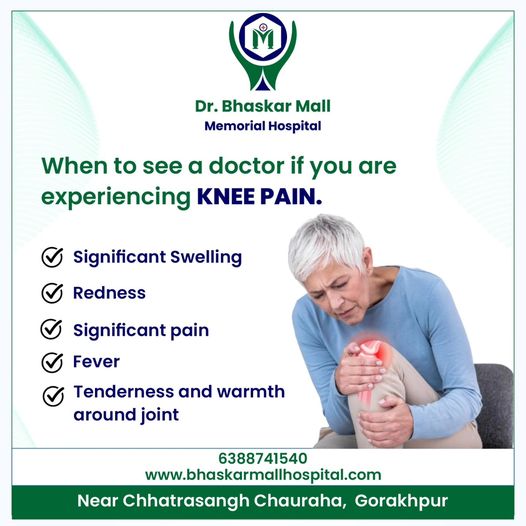 M
Dr. Bhaskar Mall
Memorial Hospital
When to see a doctor if you are
experiencing KNEE PAIN.
Significant Swelling
Redness
Significant pain
Fever
Tenderness and warmth
around joint
6388741540
www.bhaskarmallhospital.com
Near Chhatrasangh Chauraha, Gorakhpur